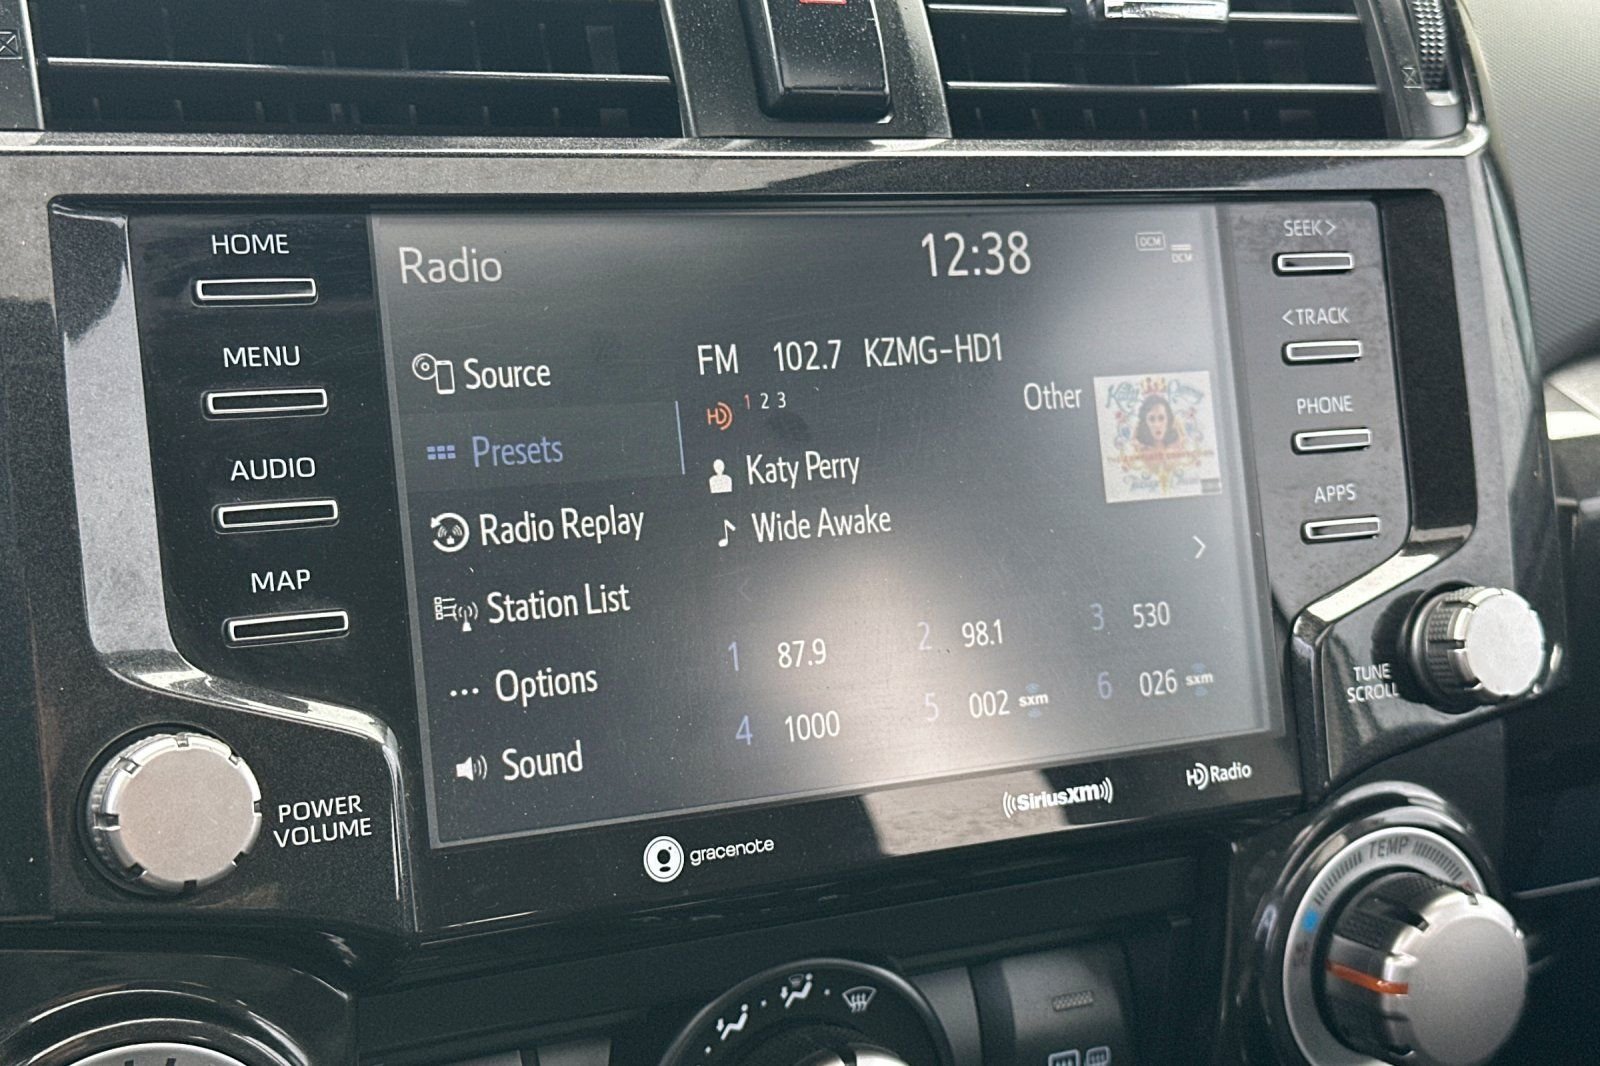 HOME
MENU
AUDIO
MAP
POWER
VOLUME
Radio
12:38
DCM
DCM
Source
Presets
Radio Replay
Station List
Options
Sound
FM 102.7 KZMG-HD1
HD 1 2 3
Other
Katy Perry
Wide Awake
1 87.9
2 98.1
3 530
4 1000
5 002 sxm
6 026 sxm
gracenote
((SiriusXM))
HD Radio
SEEK >
< TRACK
PHONE
APPS
TUNE
SCROLL
TEMP